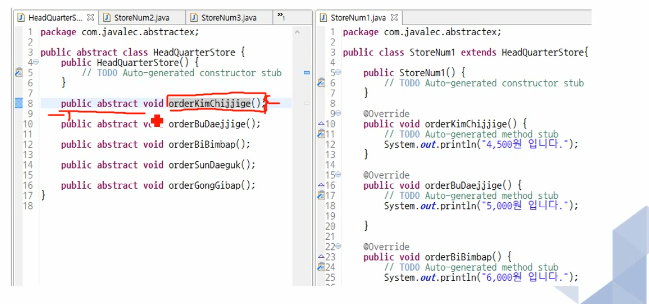 HeadQuarterS...
StoreNum2.java
StoreNum3.java
»1
1 package com.javalec.abstractex;
2
3 public abstract class HeadQuarterStore {
4 public HeadQuarterStore() {
5 // TODO Auto-generated constructor stub
6 }
7
8 public abstract void orderKimChijjige();
9
10 public abstract void orderBuDaejjige();
11
12 public abstract void orderBiBimbap();
13
14 public abstract void orderSunDaeguk();
15
16 public abstract void orderGongGibap();
17 }
18
StoreNum1.java
1 package com.javalec.abstractex;
2
3 public class StoreNum1 extends HeadQuarterStore{
4
5 public StoreNum1() {
6 // TODO Auto-generated constructor stub
7 }
8
9 @Override
10 public void orderKimChijjige() {
11 // TODO Auto-generated method stub
12 System.out.println("4,500원 입니다.");
13 }
14
15 @Override
16 public void orderBuDaejjige() {
17 // TODO Auto-generated method stub
18 System.out.println("5,000원 입니다.");
19
20 }
21
22 @Override
23 public void orderBiBimbap() {
24 // TODO Auto-generated method stub
25 System.out.println("6,000원 입니다.");
26 }